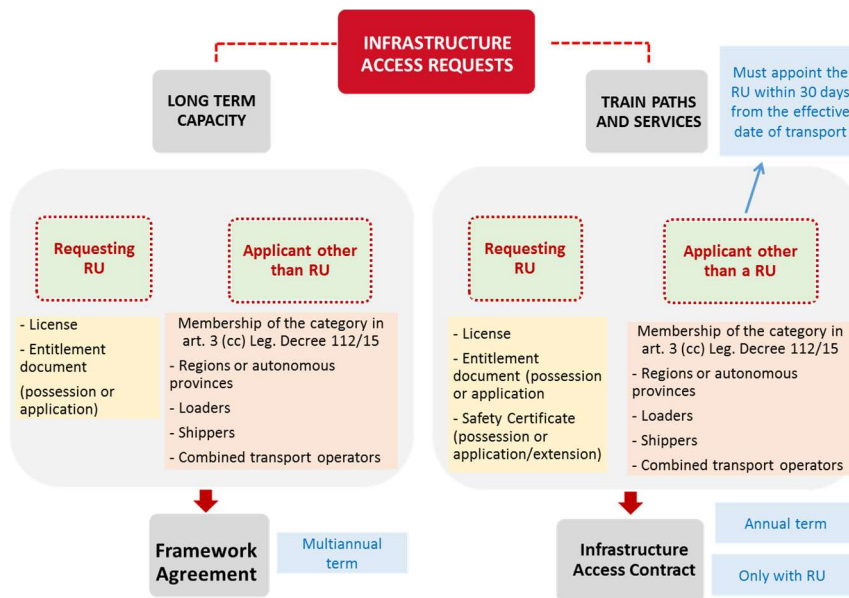 INFRASTRUCTURE
ACCESS REQUESTS
LONG TERM
CAPACITY
TRAIN PATHS
AND SERVICES
Must appoint the
RU within 30 days
from the effective
date of transport
Requesting
RU
Applicant other
than RU
- License
- Entitlement
document
(possession or
application)
Membership of the category in
art. 3 (cc) Leg. Decree 112/15
- Regions or autonomous
provinces
- Loaders
- Shippers
- Combined transport operators
Framework
Agreement
Multiannual
term
Requesting
RU
Applicant other
than a RU
- License
- Entitlement
document (possession
or application
- Safety Certificate
(possession or
application/extension)
Membership of the category in
art. 3 (cc) Leg. Decree 112/15
- Regions or autonomous
provinces
- Loaders
- Shippers
- Combined transport operators
Infrastructure
Access Contract
Annual term
Only with RU